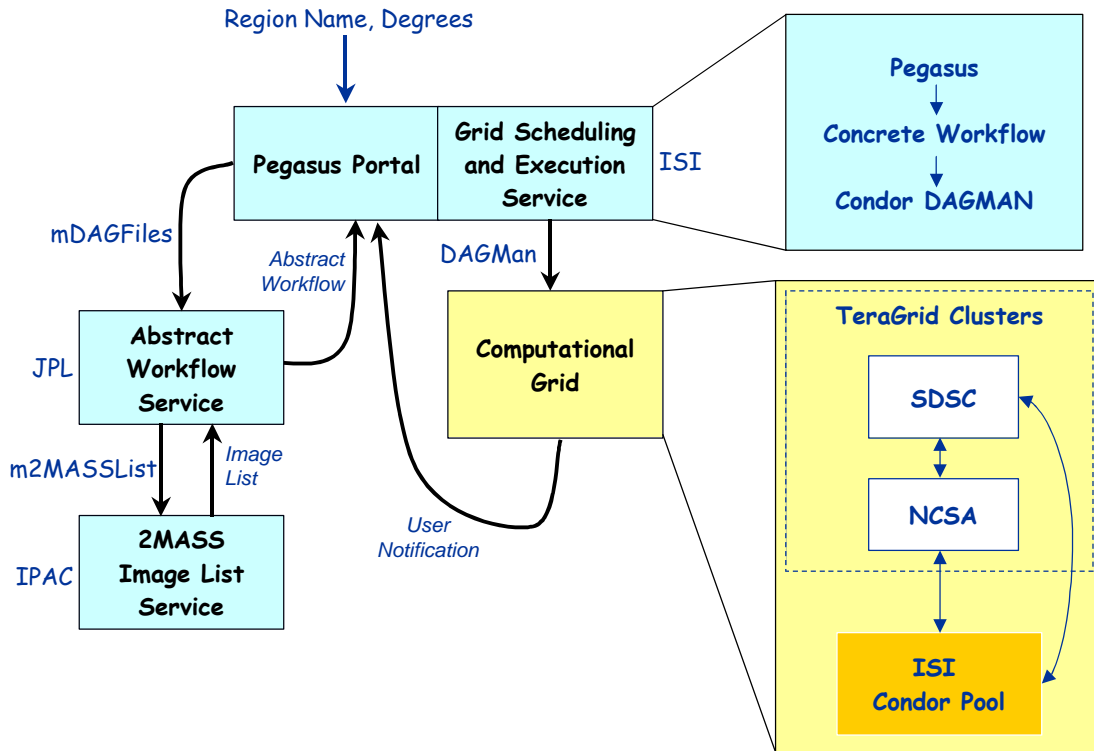 Region Name, Degrees
Pegasus Portal
Grid Scheduling
and Execution
Service
ISI
Pegasus
Concrete Workflow
Condor DAGMAN
mDAGFiles
Abstract
Workflow
DAGMan
Abstract
Workflow
Service
JPL
Computational
Grid
TeraGrid Clusters
SDSC
NCSA
ISI
Condor Pool
m2MASSList
Image
List
2MASS
Image List
Service
IPAC
User
Notification